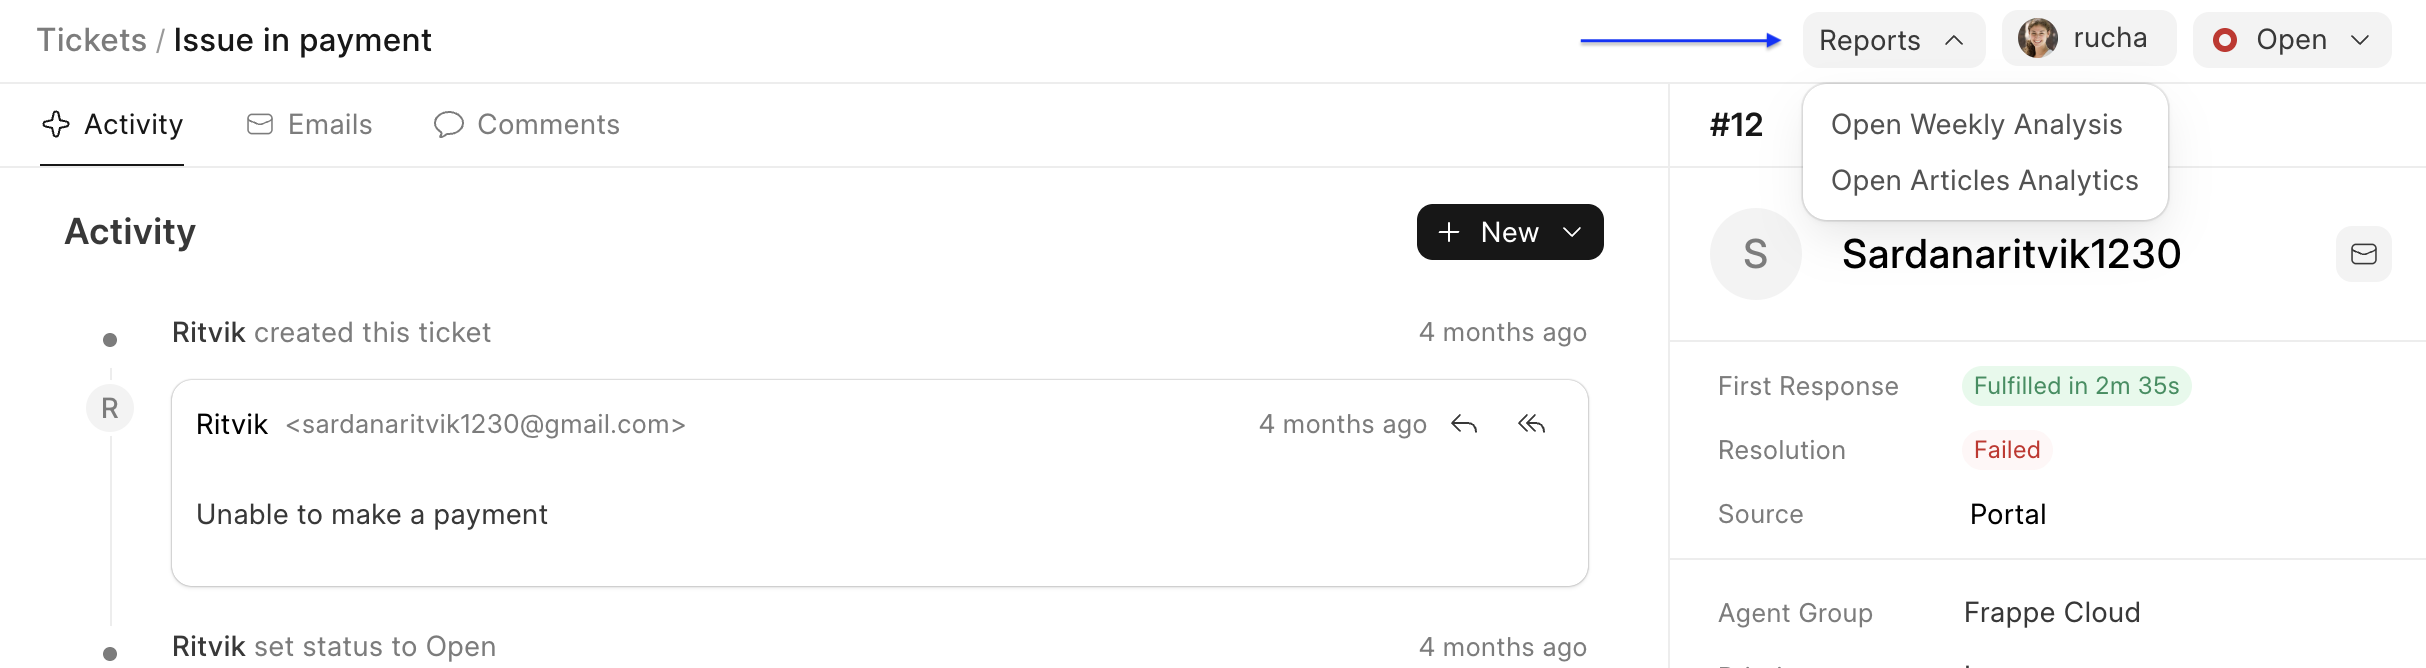 Tickets / Issue in payment
Reports
rucha
Open
Activity
Emails
Comments
#12
Open Weekly Analysis
Open Articles Analytics
Activity
+ New
S
Sardanaritvik1230
Ritvik created this ticket
4 months ago
R
Ritvik <sardanaritvik1230@gmail.com>
4 months ago
Unable to make a payment
Ritvik set status to Open
4 months ago
First Response
Fulfilled in 2m 35s
Resolution
Failed
Source
Portal
Agent Group
Frappe Cloud